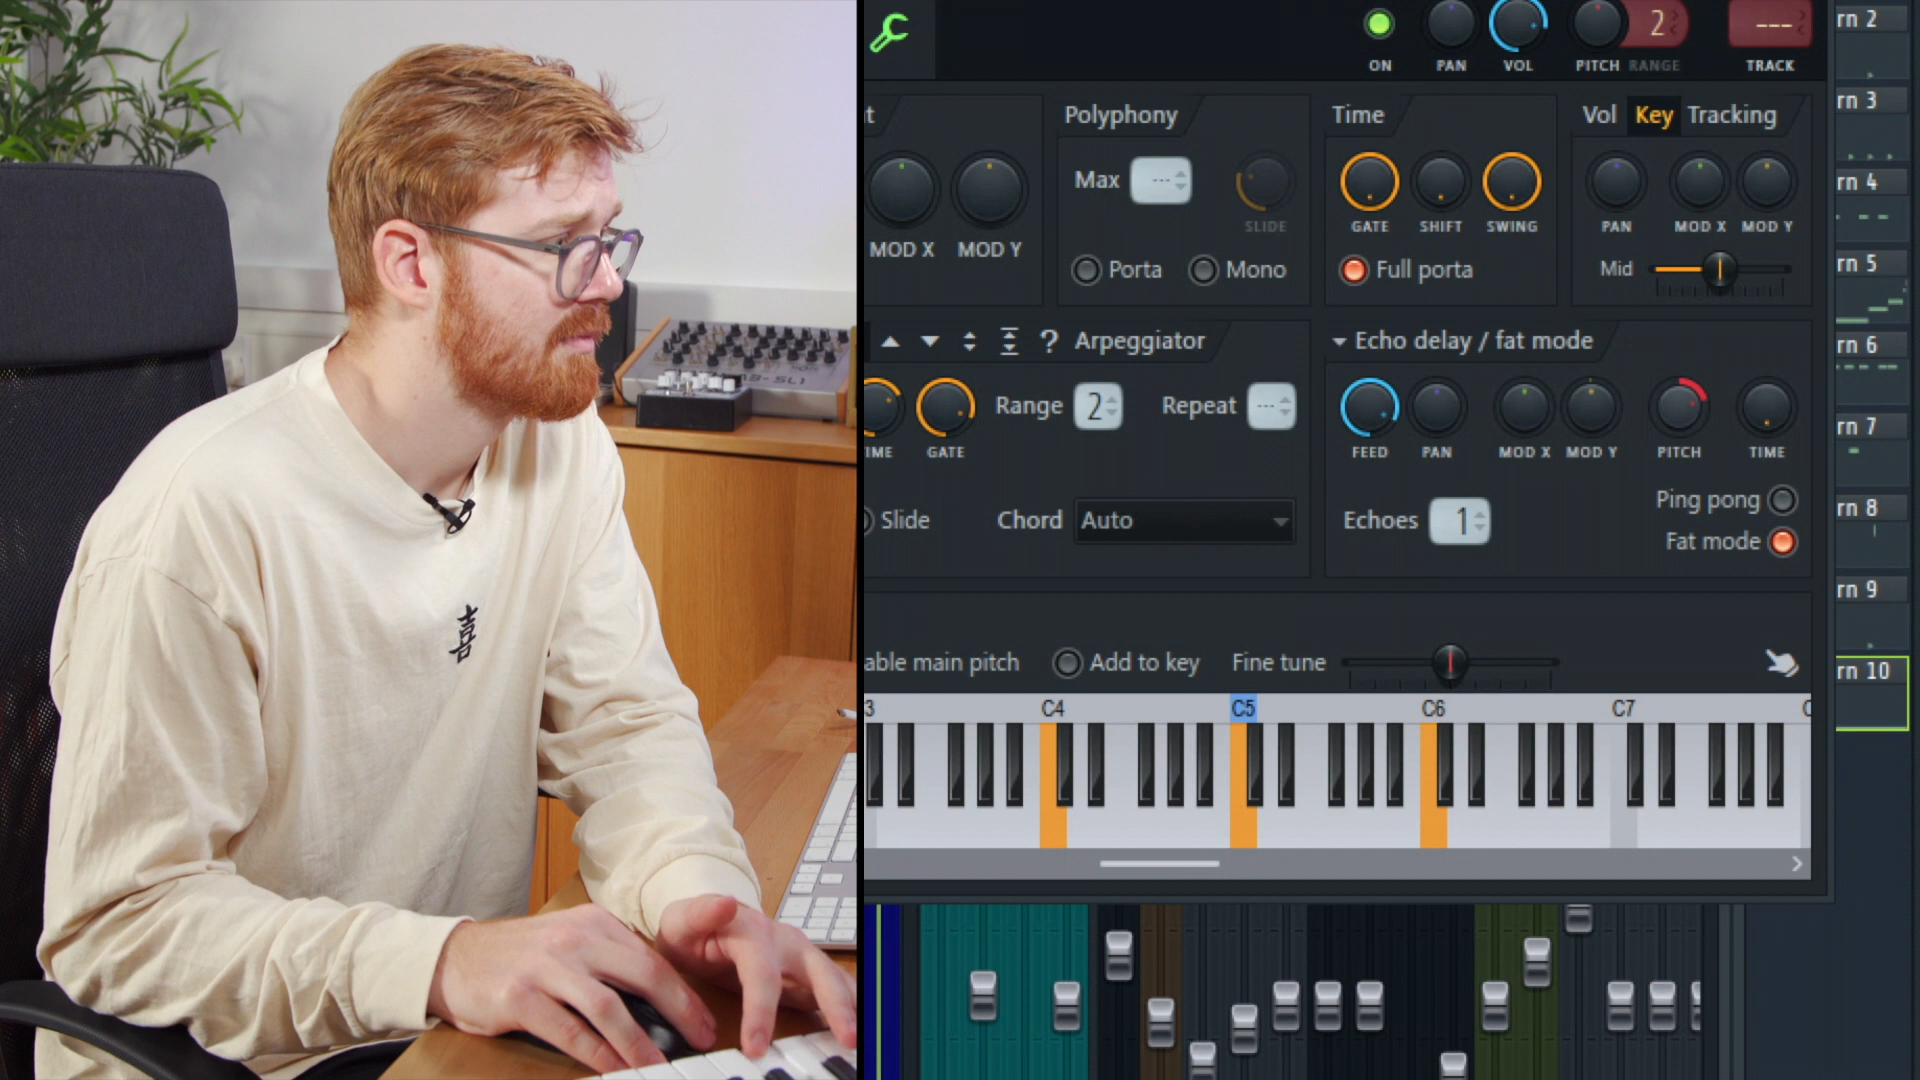 ON PAN VOL PITCH RANGE TRACK
2 ---
Polyphony Time Vol Key Tracking
Max ---
SLIDE GATE SHIFT SWING PAN MOD X MOD Y
MOD X MOD Y
Porta Mono Full porta Mid
? Arpeggiator Echo delay / fat mode
Range 2 Repeat ---
GATE FEED PAN MOD X MOD Y PITCH TIME
Slide Chord Auto Echoes 1 Ping pong
Fat mode
able main pitch Add to key Fine tune
3 C4 C5 C6 C7 C
rn 2
rn 3
rn 4
rn 5
rn 6
rn 7
rn 8
rn 9
rn 10
喜